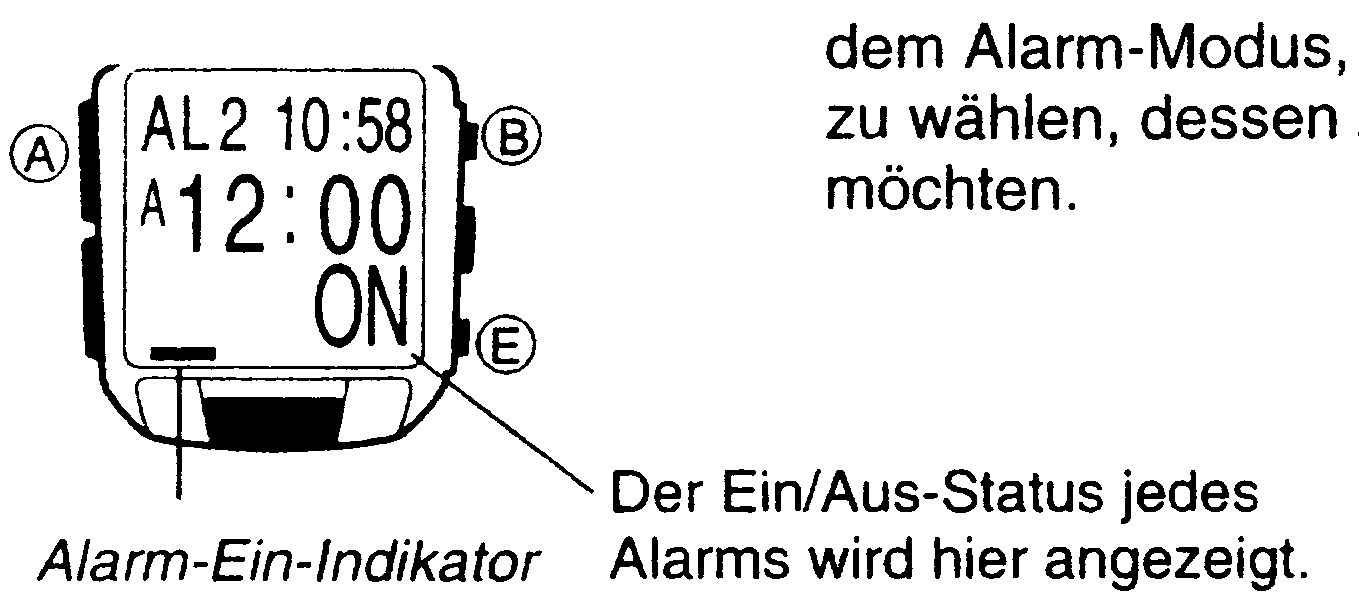 dem Alarm-Modus,
zu wählen, dessen
möchten.
AL2 10:58
A 12:00
ON
A
B
E
Der Ein/Aus-Status jedes
Alarms wird hier angezeigt.
Alarm-Ein-Indikator